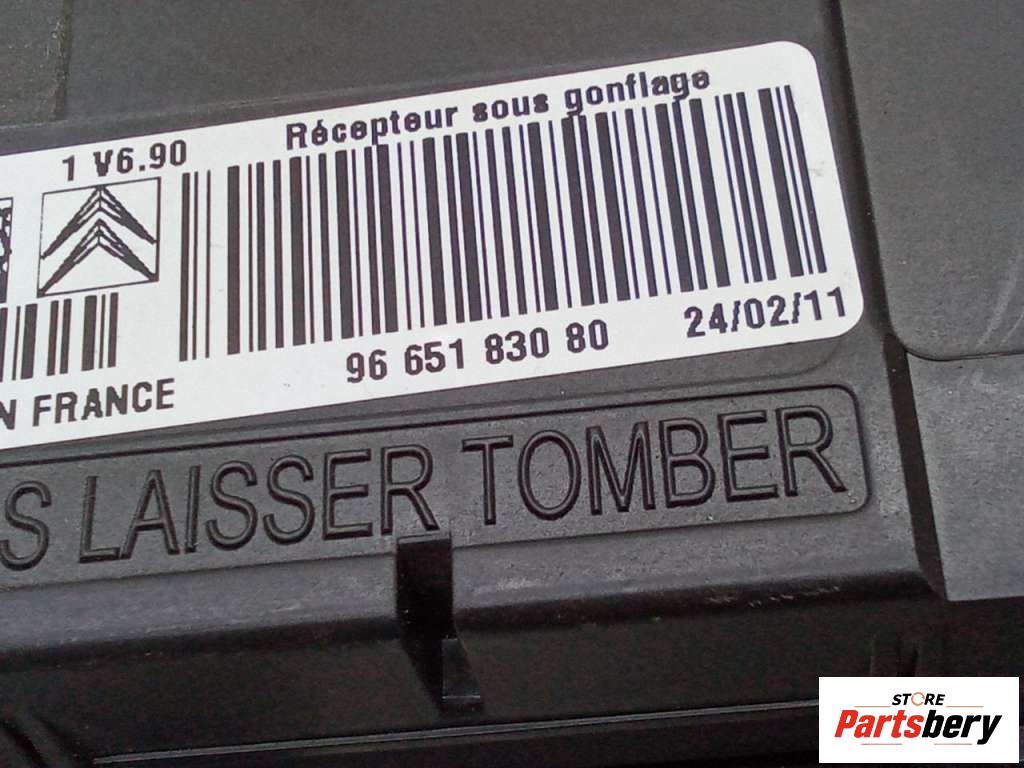 Récepteur sous gonflage
1 V6.90
96 651 830 80
24/02/11
N FRANCE
S LAISSER TOMBER
STORE
Partsbery